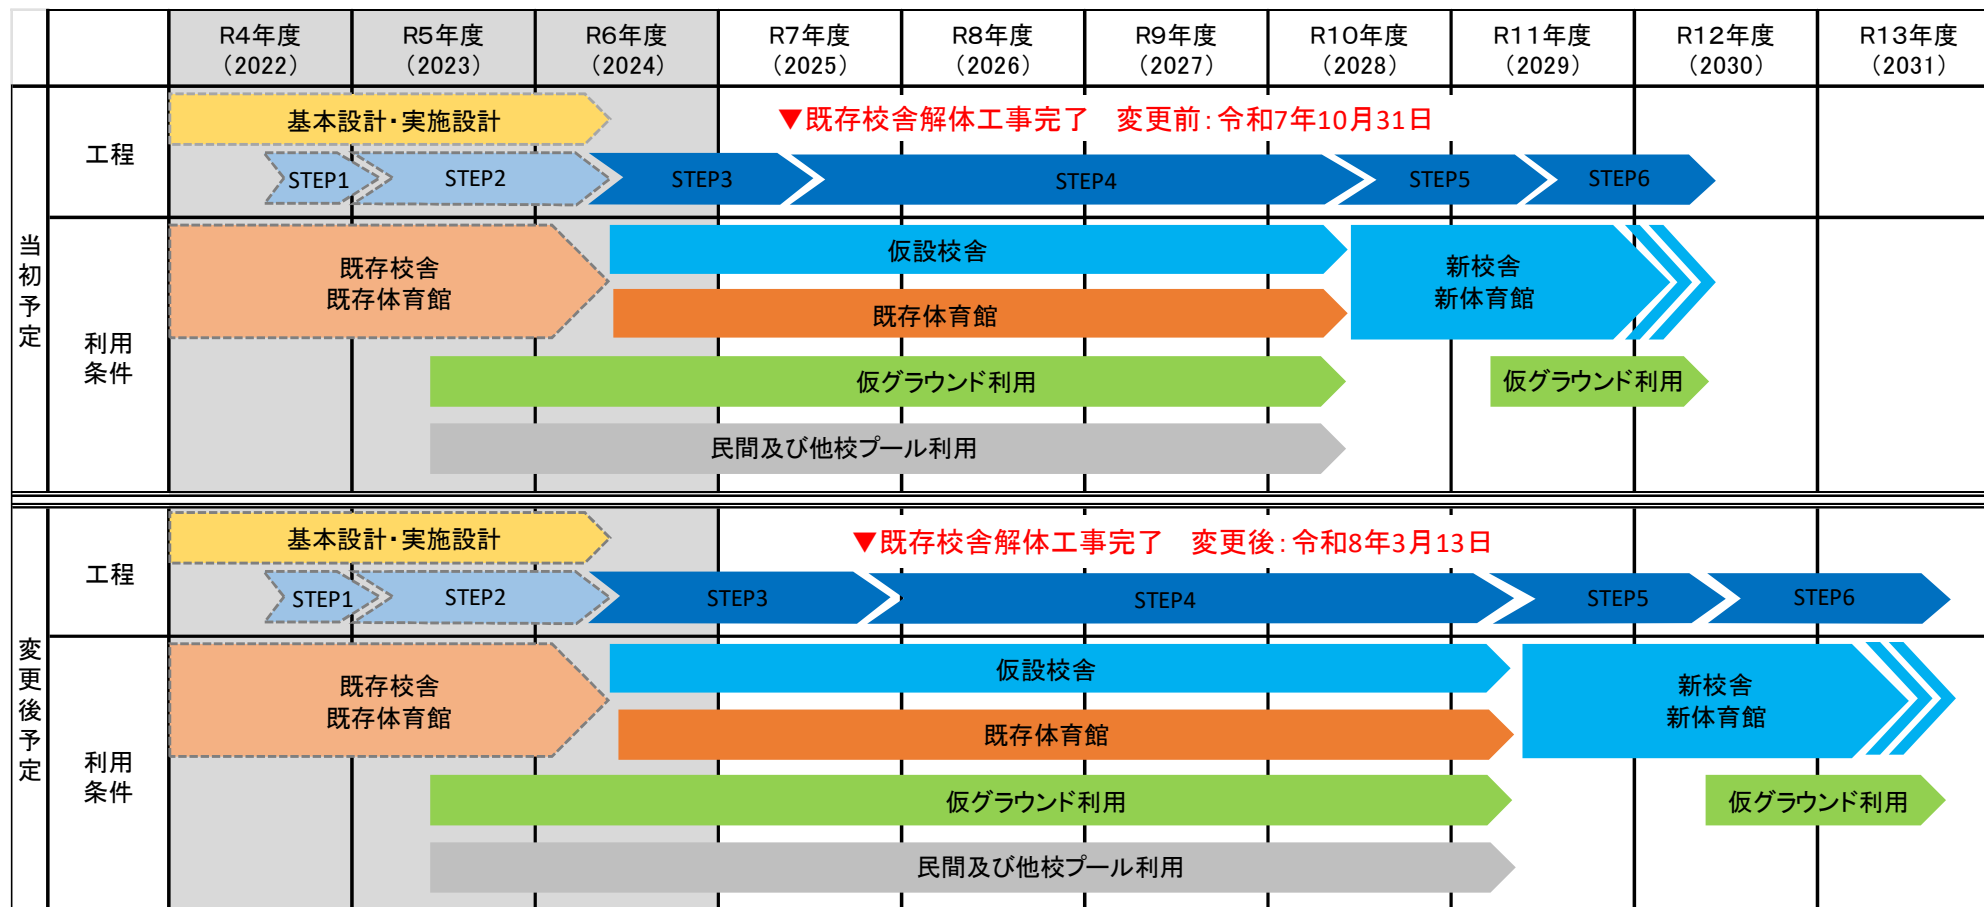 R4年度
（2022）
R5年度
（2023）
R6年度
（2024）
R7年度
（2025）
R8年度
（2026）
R9年度
（2027）
R10年度
（2028）
R11年度
（2029）
R12年度
（2030）
R13年度
（2031）
当初予定
工程
基本設計・実施設計
▼既存校舎解体工事完了　変更前：令和7年10月31日
STEP1
STEP2
STEP3
STEP4
STEP5
STEP6
利用
条件
既存校舎
既存体育館
仮設校舎
既存体育館
新校舎
新体育館
仮グラウンド利用
仮グラウンド利用
民間及び他校プール利用
変更後予定
工程
基本設計・実施設計
▼既存校舎解体工事完了　変更後：令和8年3月13日
STEP1
STEP2
STEP3
STEP4
STEP5
STEP6
利用
条件
既存校舎
既存体育館
仮設校舎
既存体育館
新校舎
新体育館
仮グラウンド利用
仮グラウンド利用
民間及び他校プール利用